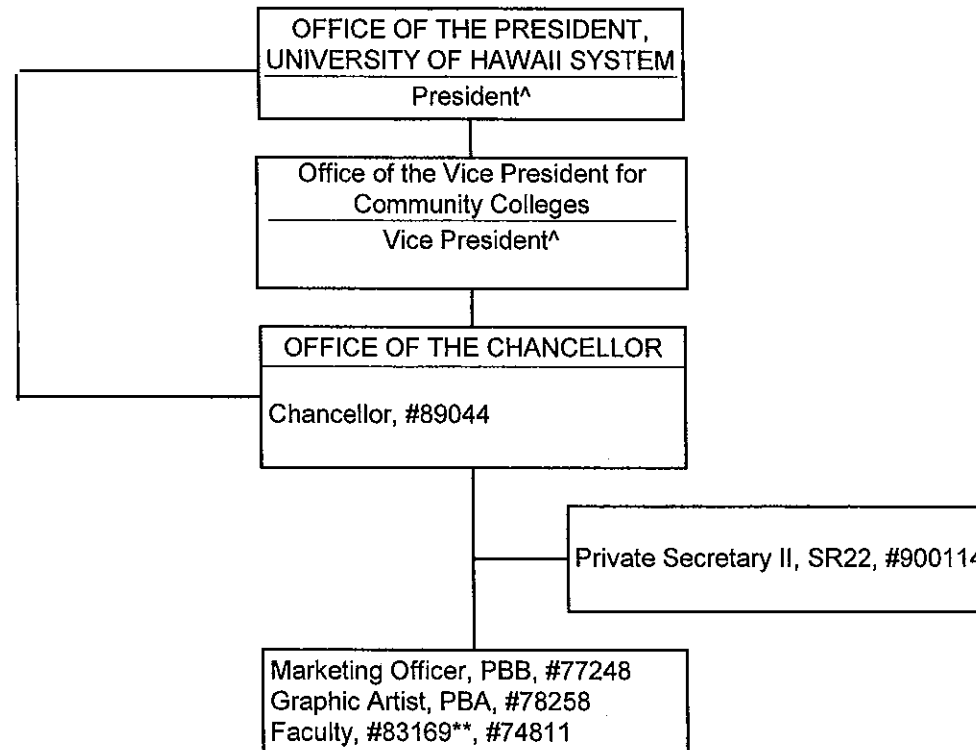 OFFICE OF THE PRESIDENT,
UNIVERSITY OF HAWAII SYSTEM
President^
Office of the Vice President for
Community Colleges
Vice President^
OFFICE OF THE CHANCELLOR
Chancellor, #89044
Private Secretary II, SR22, #900114
Marketing Officer, PBB, #77248
Graphic Artist, PBA, #78258
Faculty, #83169**, #74811